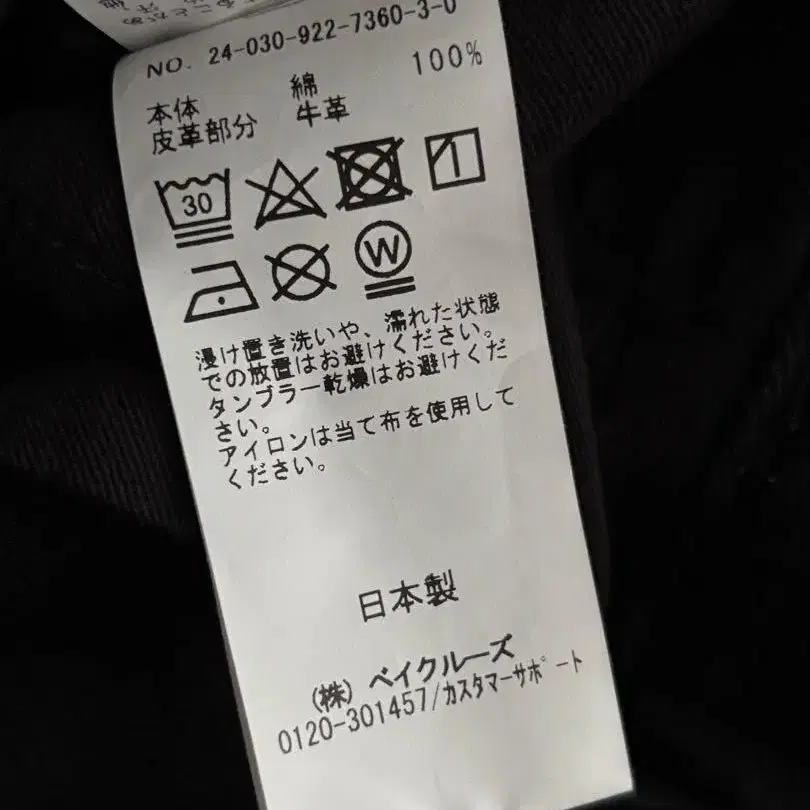 NO. 24-030-922-7360-3-0
本体 綿 100%
皮革部分 牛革
30
W
浸け置き洗いや、濡れた状態
での放置はお避けください。
タンブラー乾燥はお避けくだ
さい。
アイロンは当て布を使用して
ください。
日本製
(株) ベイクルーズ
0120-301457/カスタマーサポート